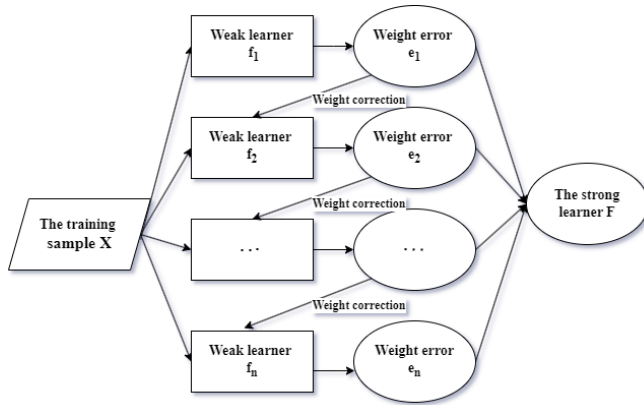 Weak learner
f₁
Weight error
e₁
Weight correction
Weak learner
f₂
Weight error
e₂
Weight correction
The training
sample X
The strong
learner F
...
...
Weight correction
Weak learner
fₙ
Weight error
eₙ